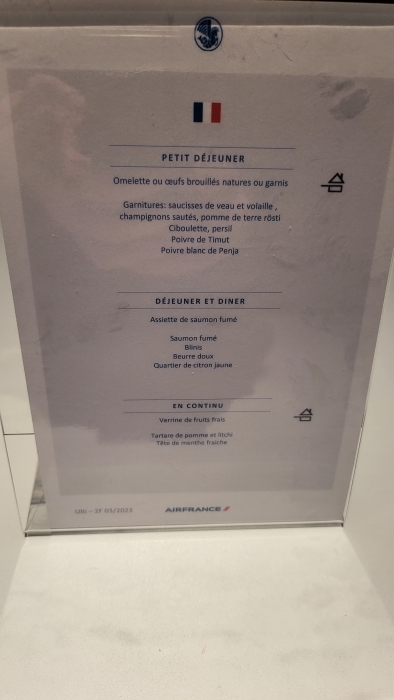 PETIT DÉJEUNER
Omelette ou œufs brouillés natures ou garnis
Garnitures: saucisses de veau et volaille ,
champignons sautés, pomme de terre rösti
Ciboulette, persil
Poivre de Timut
Poivre blanc de Penja
DÉJEUNER ET DINER
Assiette de saumon fumé
Saumon fumé
Blinis
Beurre doux
Quartier de citron jaune
EN CONTINU
Verrine de fruits frais
Tartare de pomme et litchi
Tête de menthe fraiche
AIRFRANCE